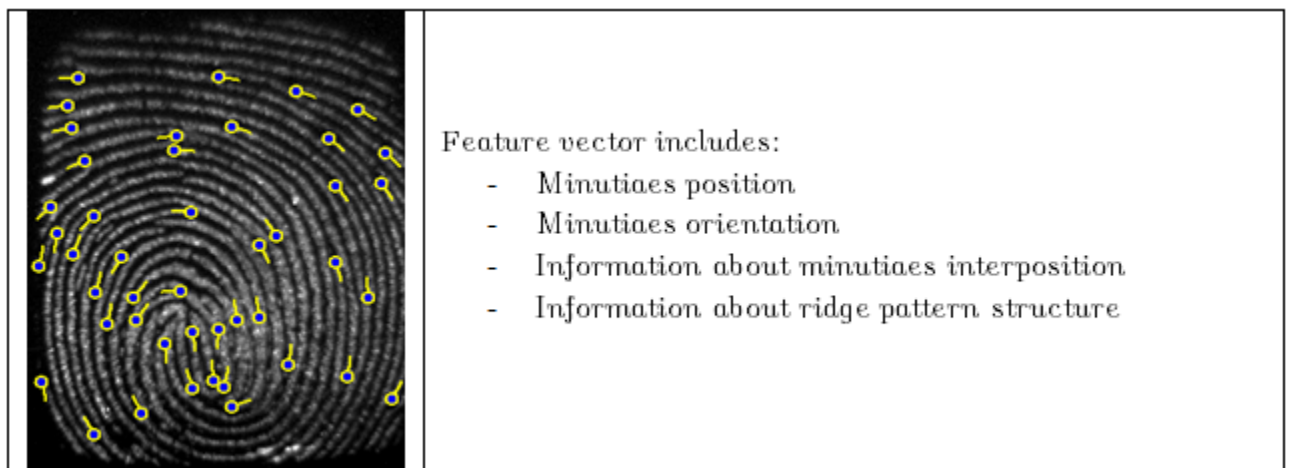 Feature vector includes:
- Minutiaes position
- Minutiaes orientation
- Information about minutiaes interposition
- Information about ridge pattern structure